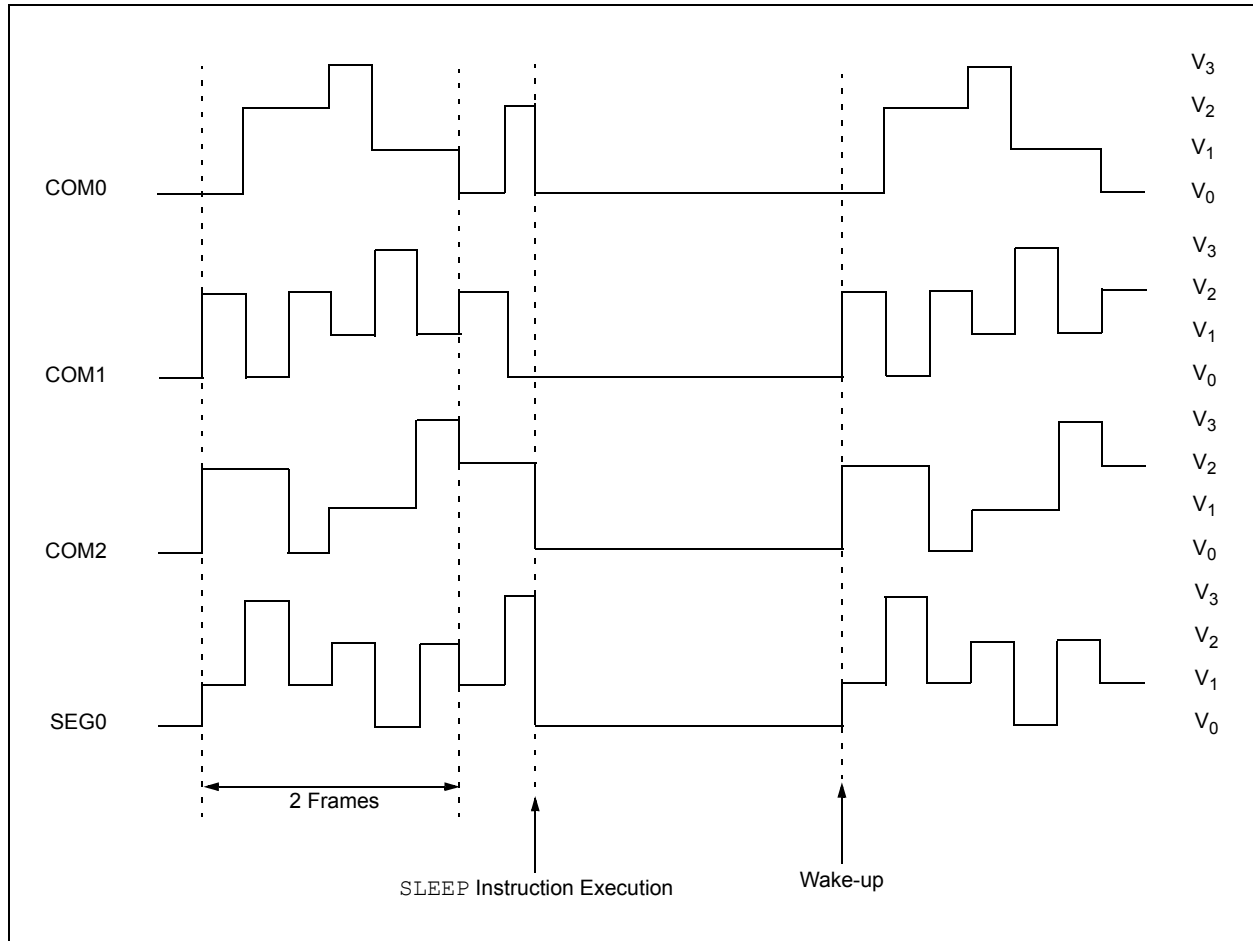 V3
V2
V1
COM0
V0
V3
V2
V1
COM1
V0
V3
V2
V1
COM2
V0
V3
V2
V1
SEG0
V0
2 Frames
SLEEP Instruction Execution
Wake-up